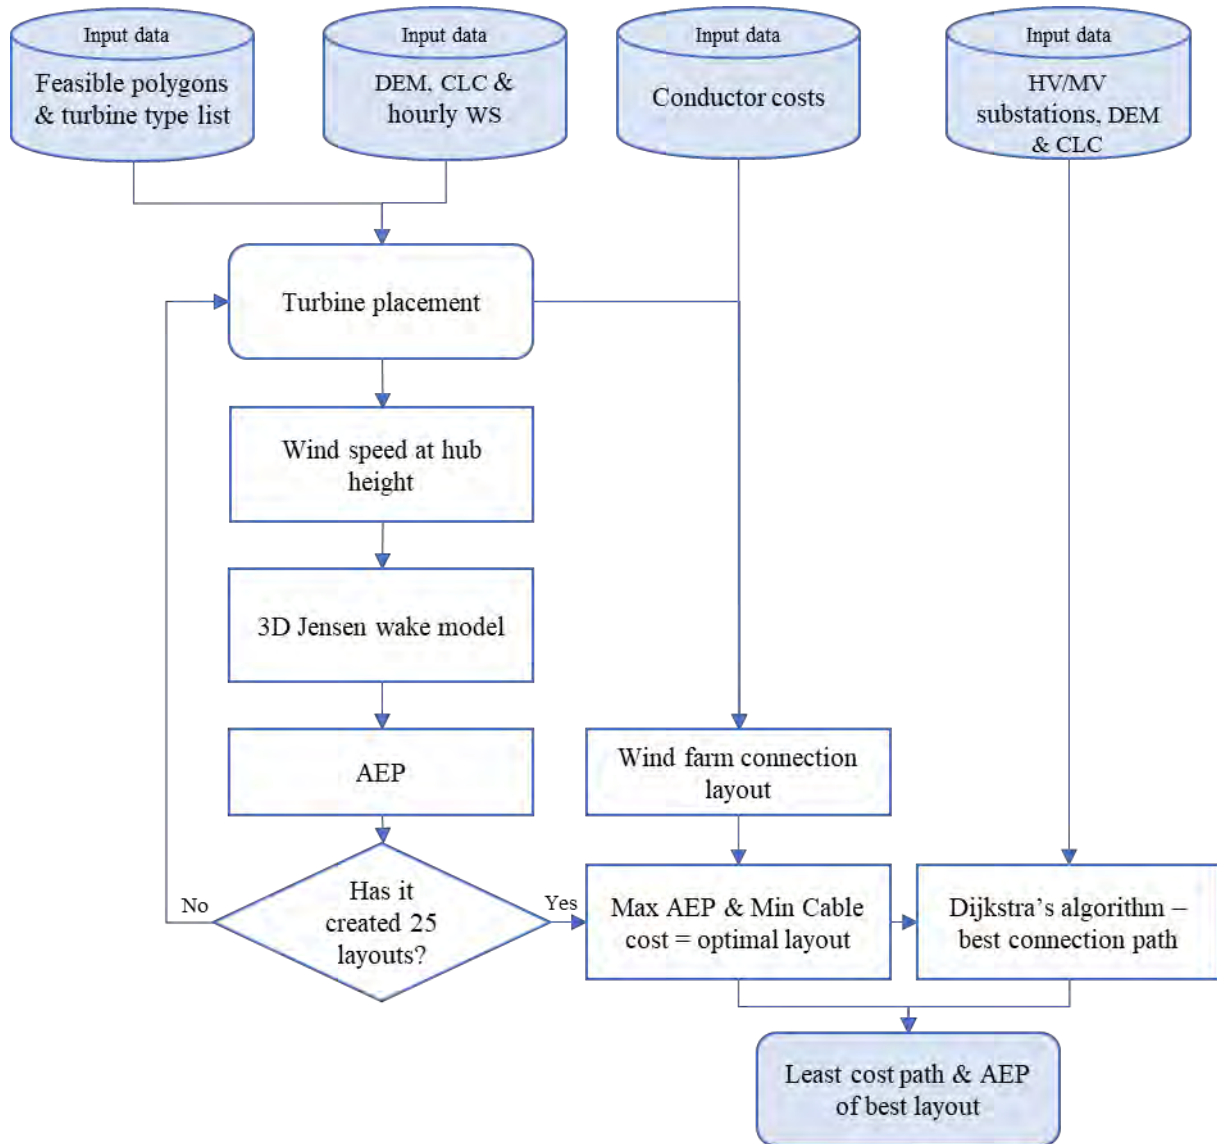 Input data
Feasible polygons
& turbine type list
Input data
DEM, CLC &
hourly WS
Input data
Conductor costs
Input data
HV/MV
substations, DEM
& CLC
Turbine placement
Wind speed at hub
height
3D Jensen wake model
AEP
Wind farm connection
layout
No
Has it
created 25
layouts?
Yes
Max AEP & Min Cable
cost = optimal layout
Dijkstra’s algorithm –
best connection path
Least cost path & AEP
of best layout